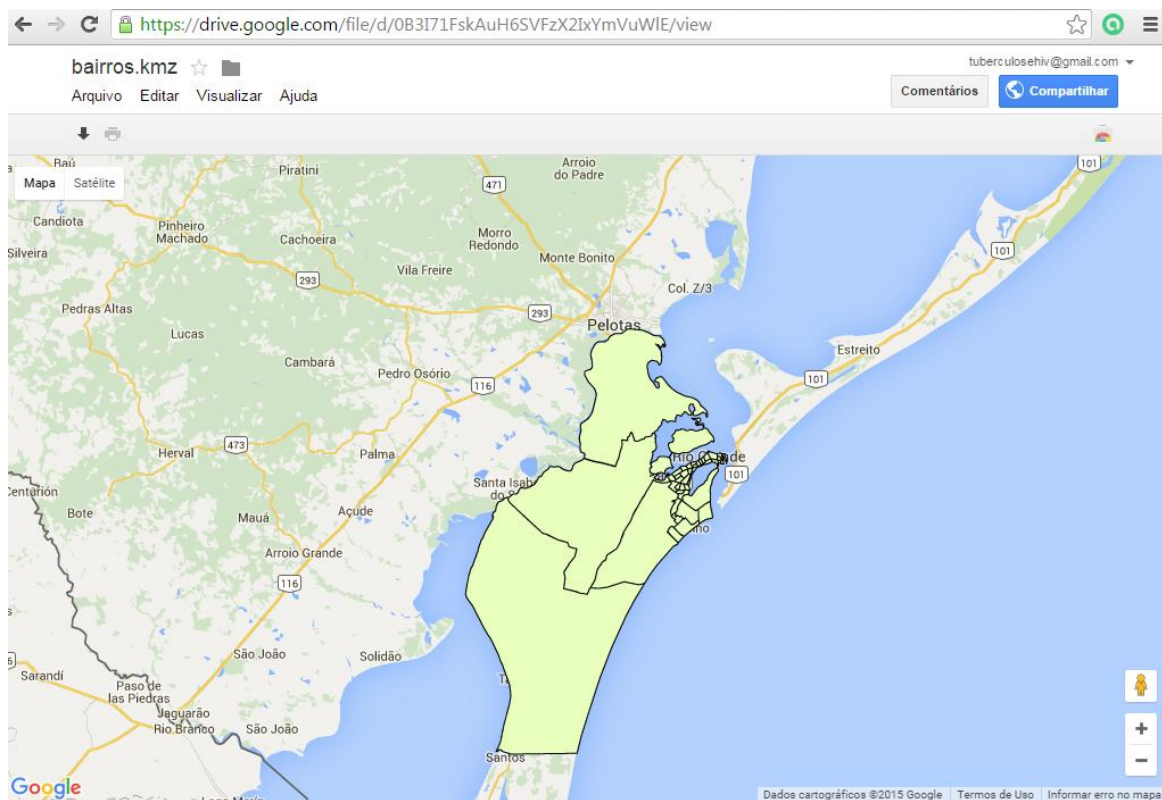 https://drive.google.com/file/d/0B3I71FskAuH6SVFzX2IxYmVuWlE/view
bairros.kmz
tuberculosehiv@gmail.com
Arquivo Editar Visualizar Ajuda
Comentários
Compartilhar
Mapa Satélite
Baú
Piratini
Arroio
do Padre
471
101
Candiota
Pinheiro
Machado
Cachoeira
Morro
Redondo
Silveira
Monte Bonito
101
293
Vila Freire
Col. Z/3
Pedras Altas
293
Pelotas
Lucas
Estreito
Cambará
Pedro Osório
116
101
473
Herval
Palma
Rio Grande
101
Centurión
Santa Isab
do S
Bote
Mauá
Açude
Arroio Grande
116
São João
Solidão
Sarandí
Paso de
las Piedras
Jaguarão
Rio Branco
São João
Santos
Google
Dados cartográficos ©2015 Google Termos de Uso Informar erro no mapa